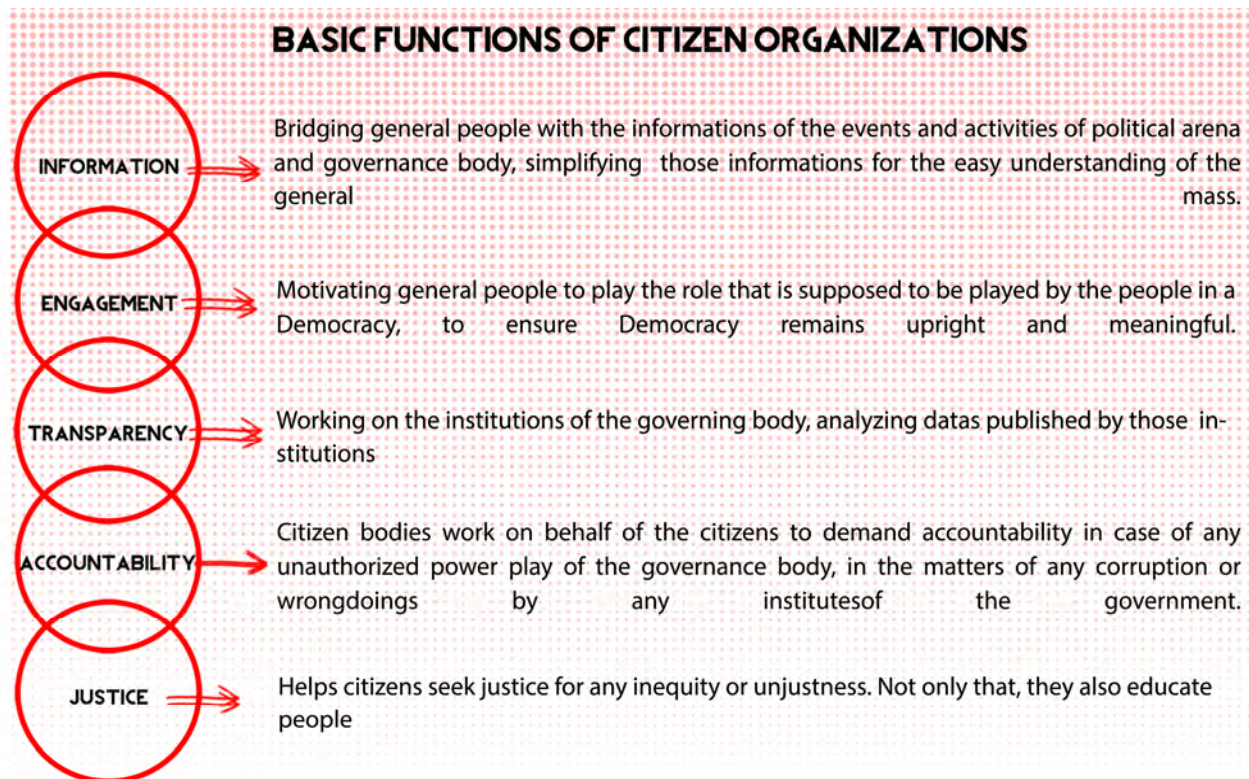 BASIC FUNCTIONS OF CITIZEN ORGANIZATIONS
INFORMATION
Bridging general people with the informations of the events and activities of political arena
and governance body, simplifying those informations for the easy understanding of the
general mass.
ENGAGEMENT
Motivating general people to play the role that is supposed to be played by the people in a
Democracy, to ensure Democracy remains upright and meaningful.
TRANSPARENCY
Working on the institutions of the governing body, analyzing datas published by those in-
stitutions
ACCOUNTABILITY
Citizen bodies work on behalf of the citizens to demand accountability in case of any
unauthorized power play of the governance body, in the matters of any corruption or
wrongdoings by any institutesof the government.
JUSTICE
Helps citizens seek justice for any inequity or unjustness. Not only that, they also educate
people